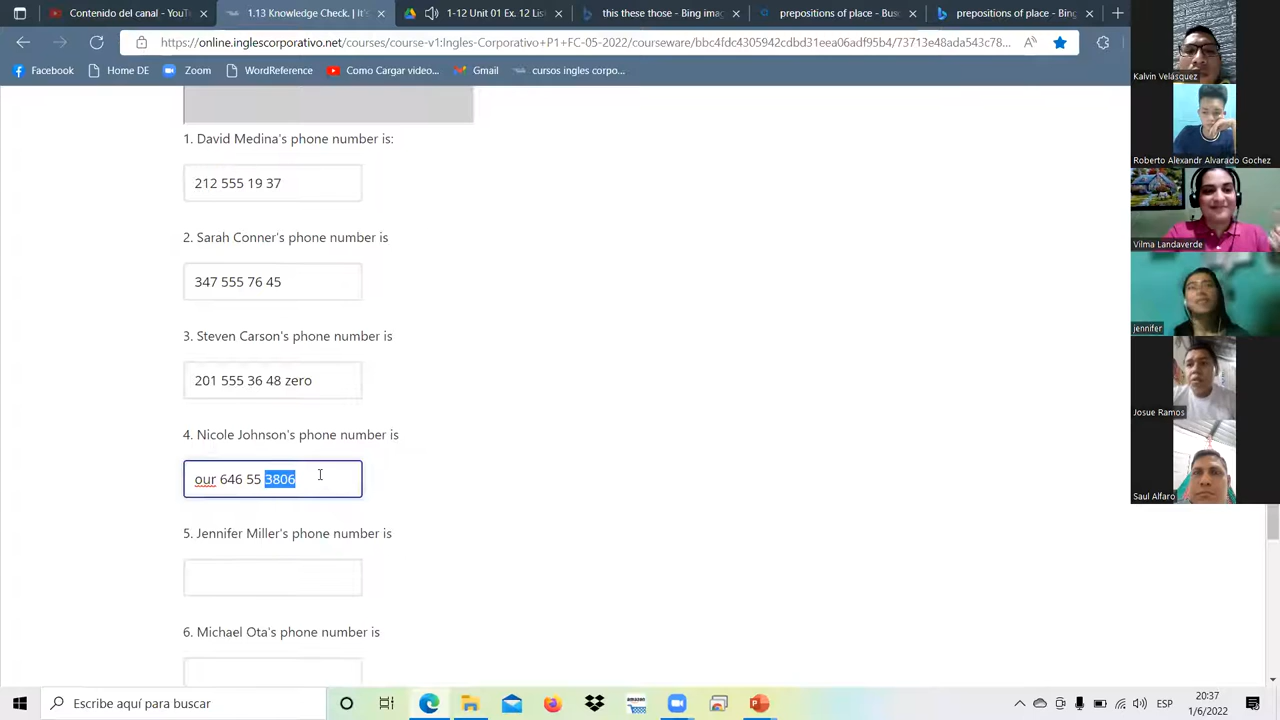 Contenido del canal - YouT
1.13 Knowledge Check | It's
1-12 Unit 01 Ex. 12 L
this these those - Bing imag
prepositions of place - Bus
prepositions of place - Bing
https://online.inglescorporativo.net/courses/course-v1:Ingles-Corporativo+P1+FC-05-2022/courseware/bbc4fdc4305942cdbd31eea06adf95b4/73713e48ada543c78...
Facebook
Home DE
Zoom
WordReference
Como Cargar video...
Gmail
cursos ingles corpo...
1. David Medina's phone number is:
212 555 19 37
2. Sarah Conner's phone number is
347 555 76 45
3. Steven Carson's phone number is
201 555 36 48 zero
4. Nicole Johnson's phone number is
our 646 55 3806
5. Jennifer Miller's phone number is
6. Michael Ota's phone number is
Kalvin Velásquez
Roberto Alexandr Alvarado Gochez
Vilma Landaverde
jennifer
Josue Ramos
Saul Alfaro
Escribe aquí para buscar
amazon
ESP
20:37
1/6/2022